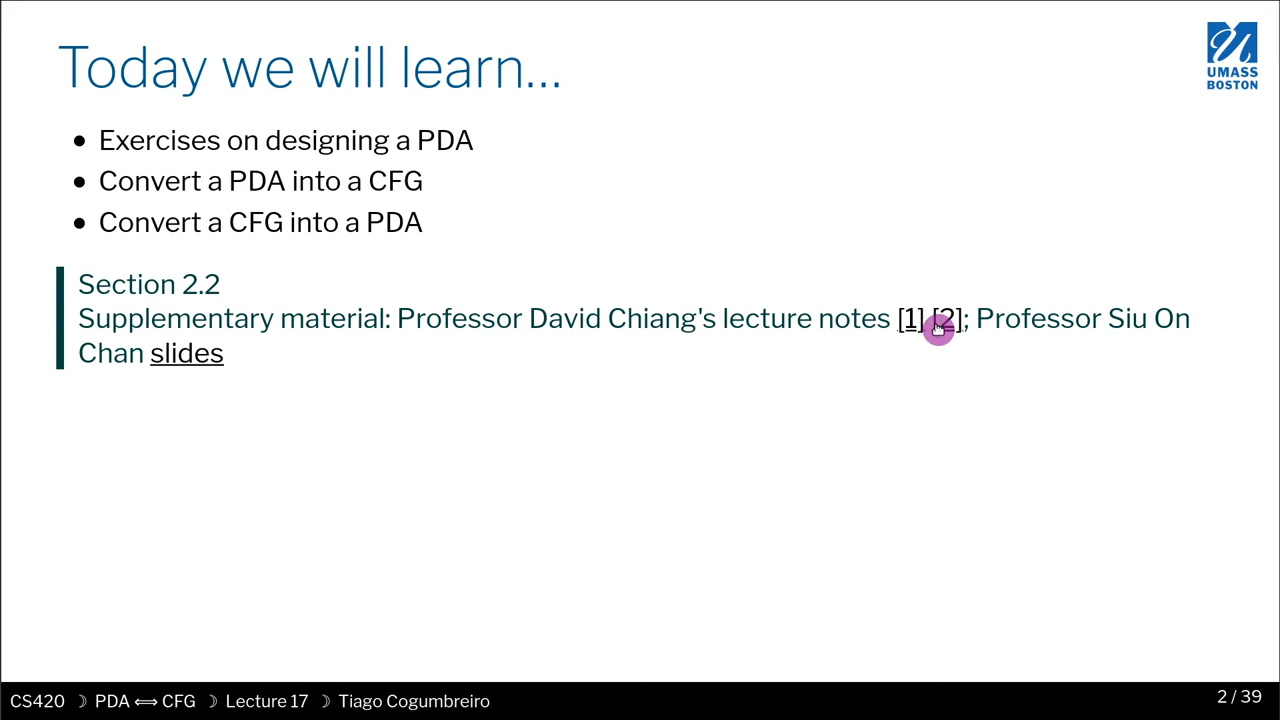 Today we will learn...
UMASS
BOSTON
• Exercises on designing a PDA
• Convert a PDA into a CFG
• Convert a CFG into a PDA
Section 2.2
Supplementary material: Professor David Chiang's lecture notes [1] [2]; Professor Siu On
Chan slides
CS420 ☽ PDA ⟺ CFG ☽ Lecture 17 ☽ Tiago Cogumbreiro
2 / 39